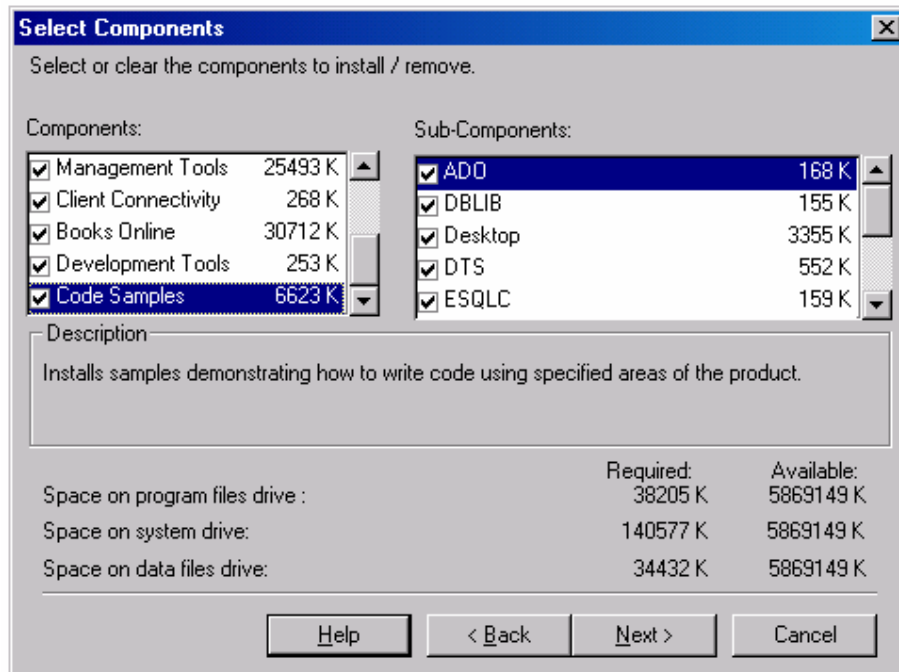 Select Components
Select or clear the components to install / remove.
Components:
Management Tools 25493 K
Client Connectivity 268 K
Books Online 30712 K
Development Tools 253 K
Code Samples 6623 K
Sub-Components:
ADO 168 K
DBLIB 155 K
Desktop 3355 K
DTS 552 K
ESQLC 159 K
Description
Installs samples demonstrating how to write code using specified areas of the product.
Required: Available:
Space on program files drive : 38205 K 5869149 K
Space on system drive: 140577 K 5869149 K
Space on data files drive: 34432 K 5869149 K
Help < Back Next > Cancel